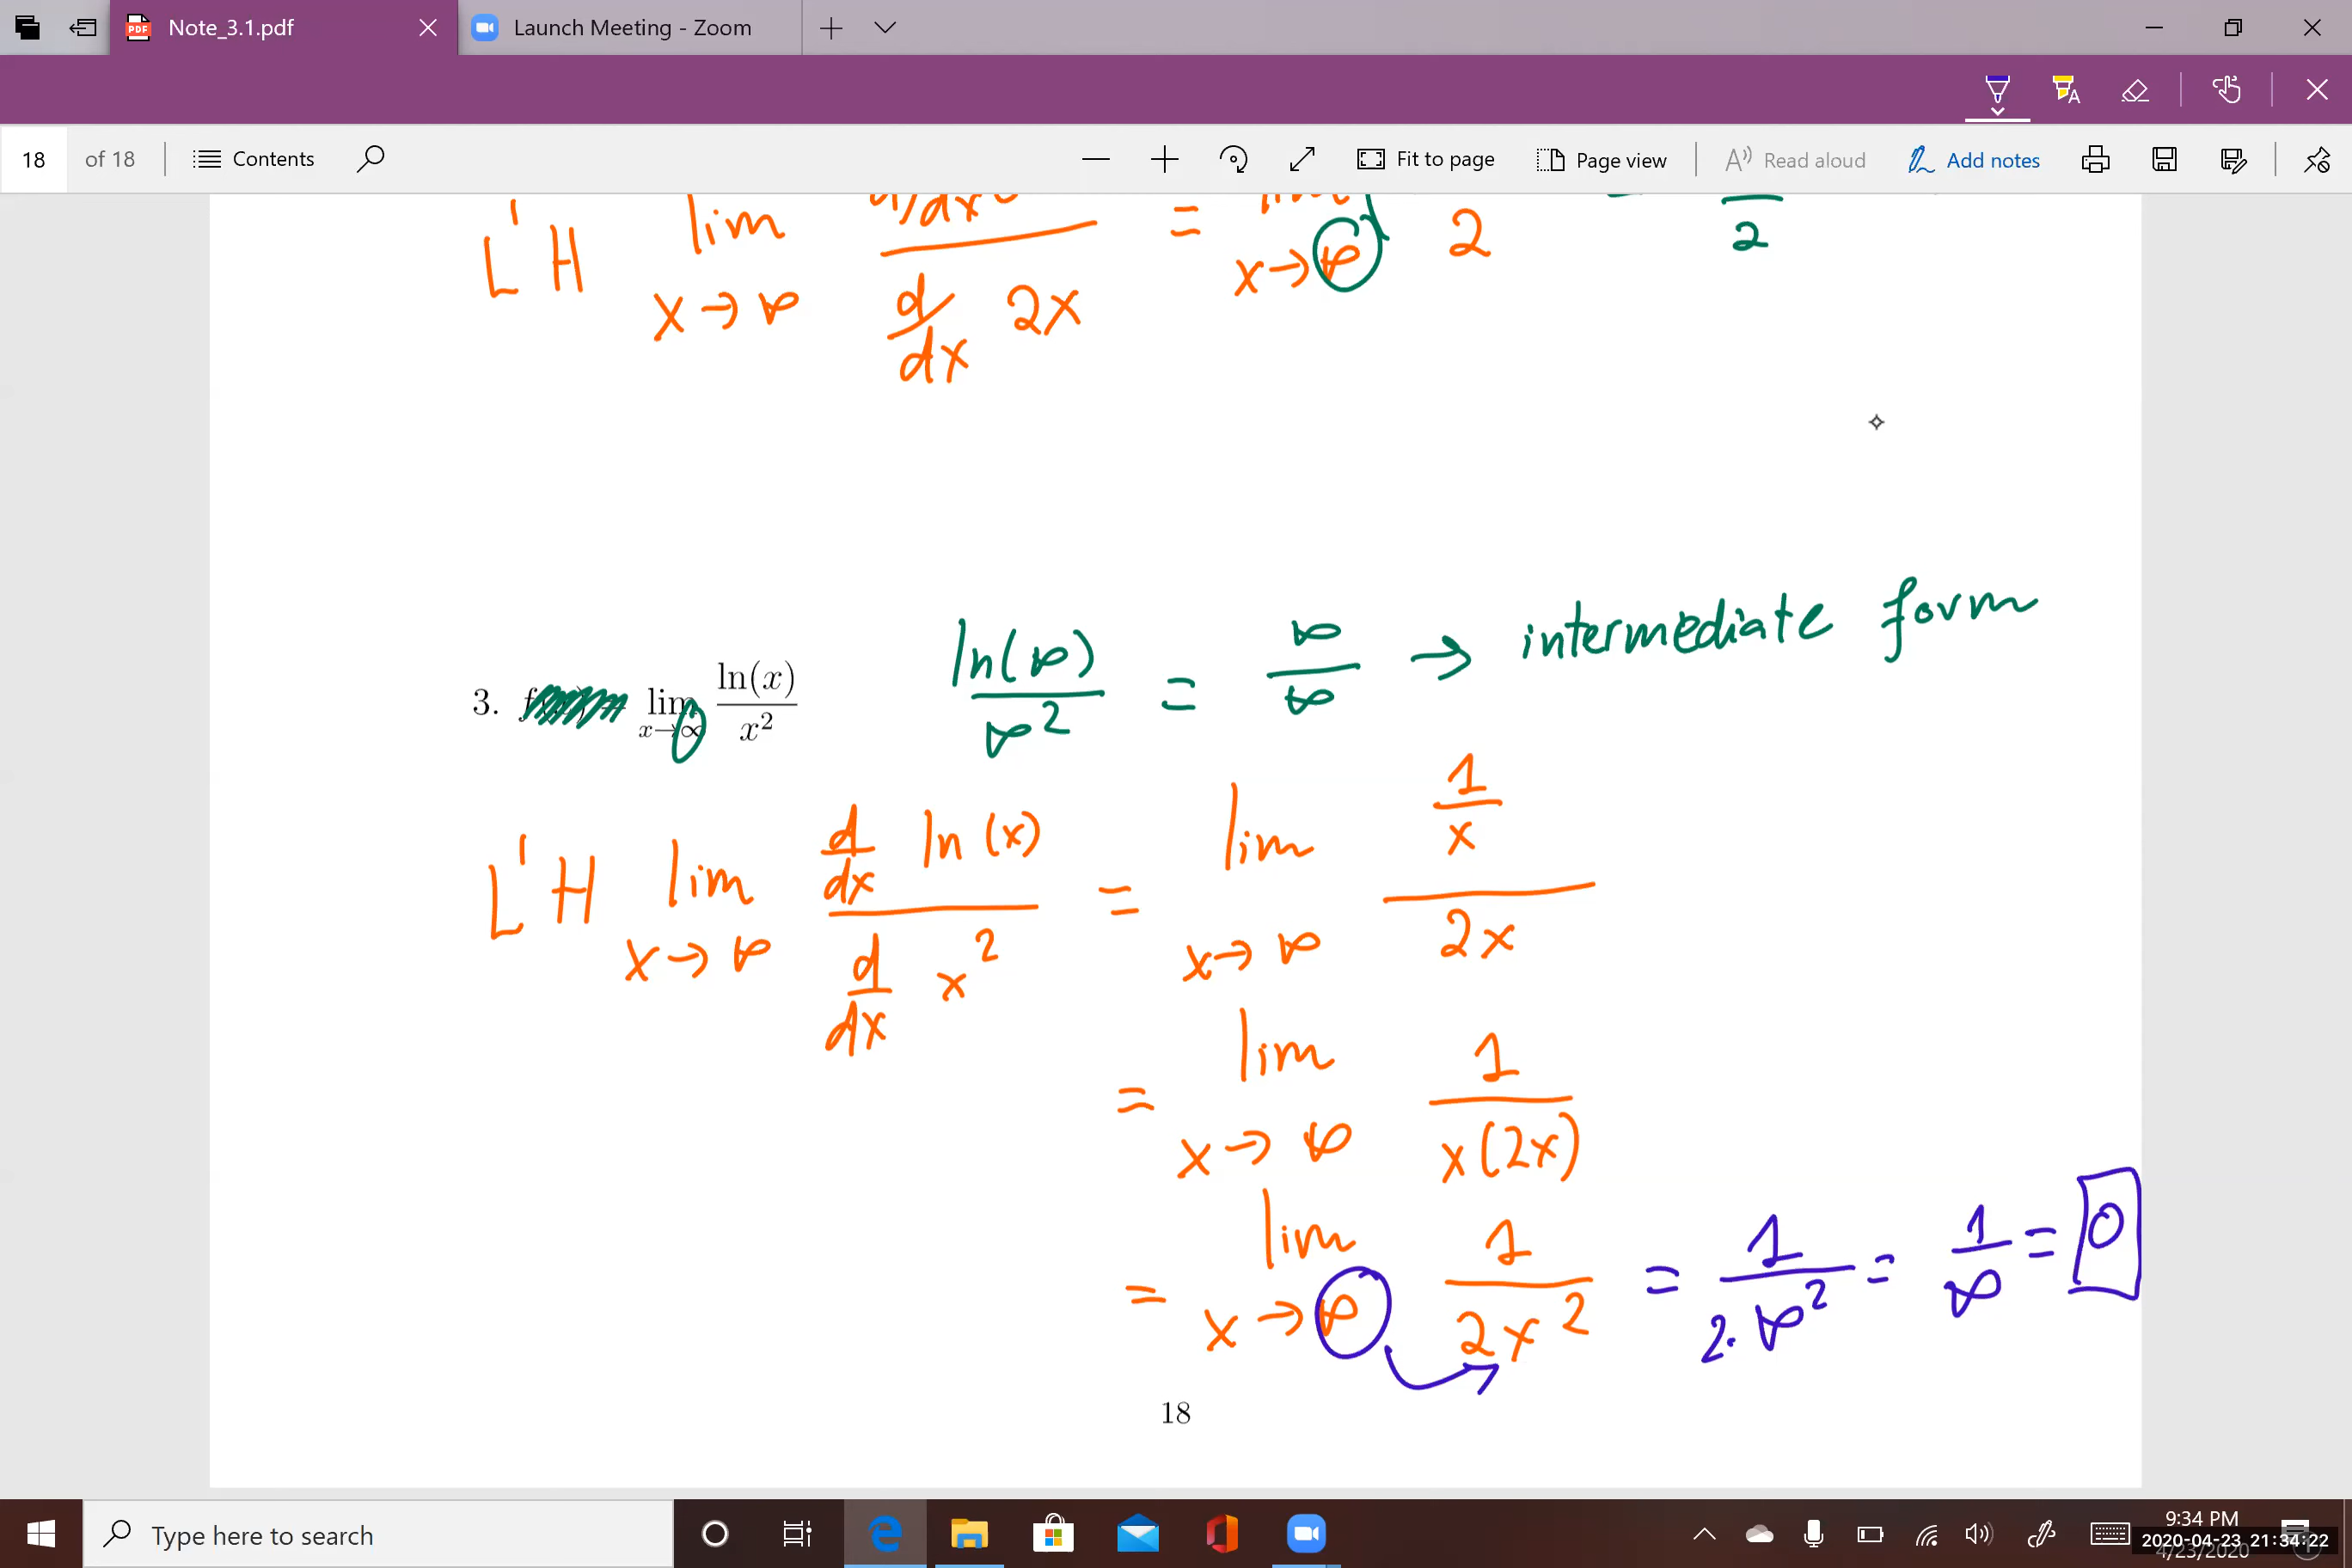 Note_3.1.pdf
Launch Meeting - Zoom
18 of 18 Contents Fit to page Page view Read aloud Add notes
L'H lim x→∞ d/dx 2x = x→∞ 2 2
3. lim x→∞ ln(x)/x² ln(∞)/∞² = ∞/∞ → intermediate form
L'H lim x→∞ d/dx ln(x) / d/dx x² = lim x→∞ 1/x / 2x
= lim x→∞ 1/x(2x)
= lim x→∞ 1/2x² = 1/2·∞² = 1/∞ = 0
18
Type here to search
9:34 PM
2020-04-23 21:34:22
4/23/2020